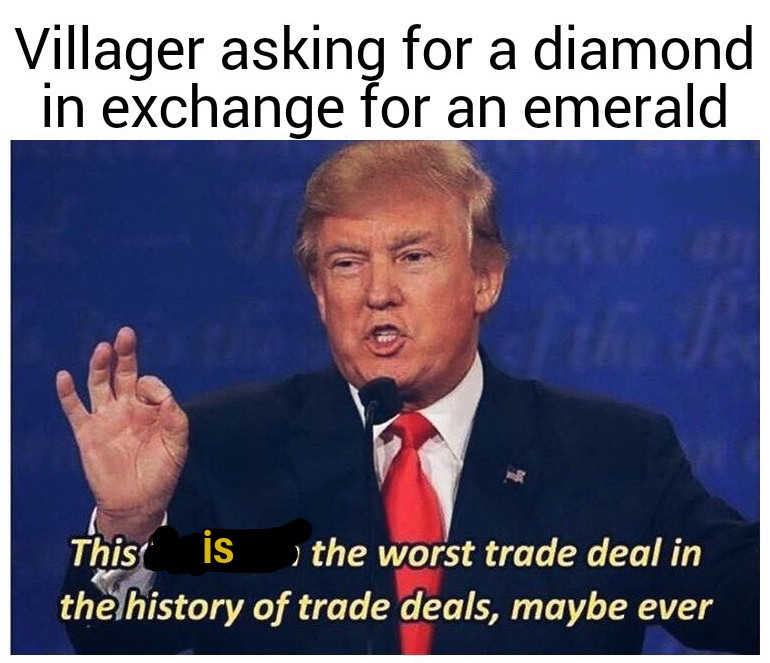 Villager asking for a diamond
in exchange for an emerald
This is the worst trade deal in
the history of trade deals, maybe ever